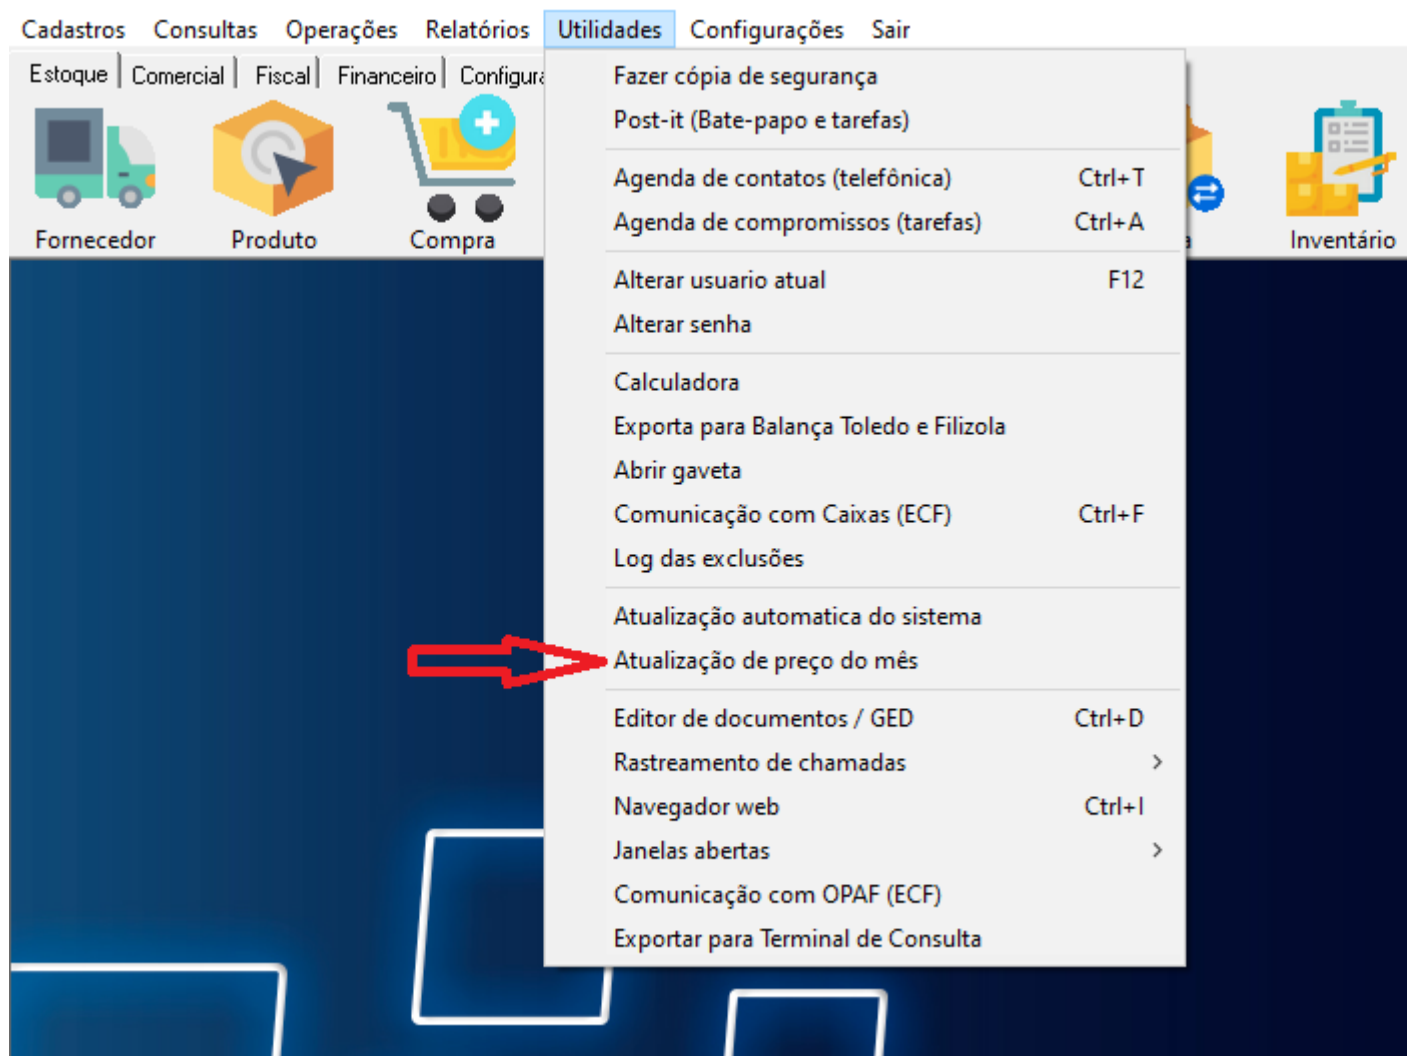 Cadastros Consultas Operações Relatórios Utilidades Configurações Sair
Estoque Comercial Fiscal Financeiro
Fornecedor Produto Compra Inventário
Fazer cópia de segurança
Post-it (Bate-papo e tarefas)
Agenda de contatos (telefônica) Ctrl+T
Agenda de compromissos (tarefas) Ctrl+A
Alterar usuario atual F12
Alterar senha
Calculadora
Exporta para Balança Toledo e Filizola
Abrir gaveta
Comunicação com Caixas (ECF) Ctrl+F
Log das exclusões
Atualização automatica do sistema
Atualização de preço do mês
Editor de documentos / GED Ctrl+D
Rastreamento de chamadas
Navegador web Ctrl+I
Janelas abertas
Comunicação com OPAF (ECF)
Exportar para Terminal de Consulta